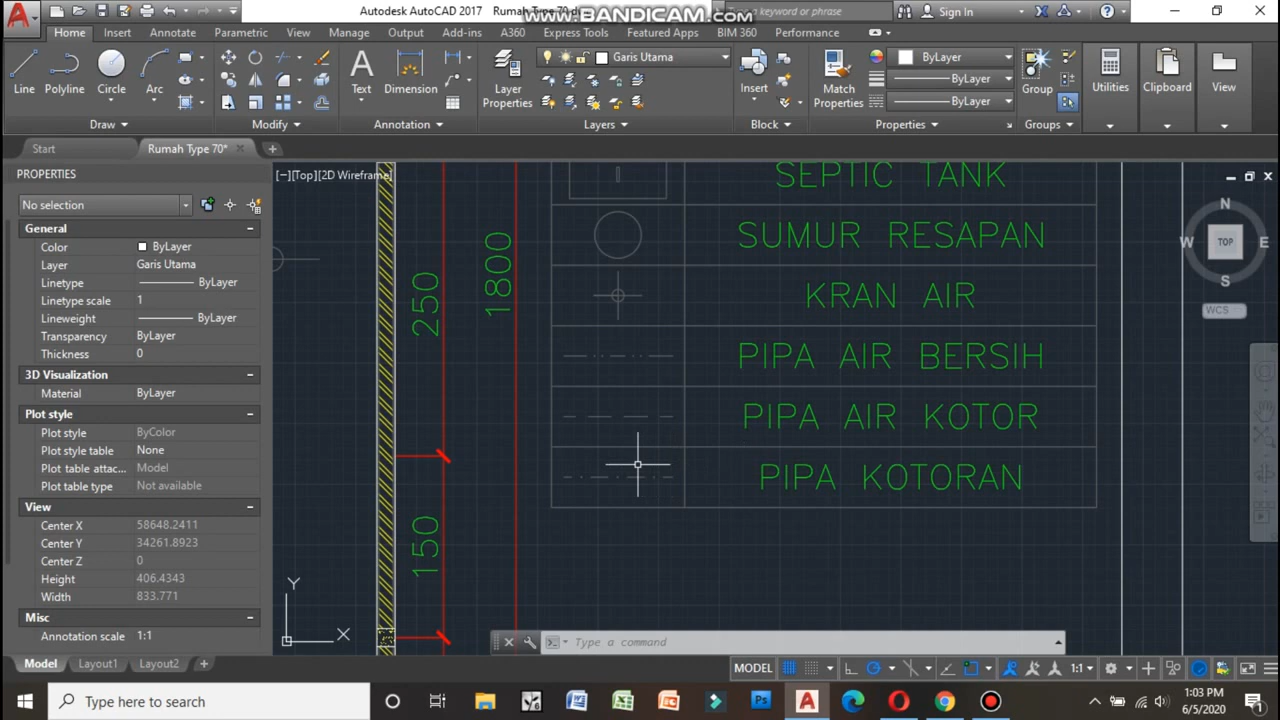 Autodesk AutoCAD 2017 Rumah Type 70.d
www.BANDICAM.com
Type a keyword or phrase
Sign In
Home Insert Annotate Parametric View Manage Output Add-ins A360 Express Tools Featured Apps BIM 360 Performance
Line Polyline Circle Arc
Text Dimension
Layer Properties
Garis Utama
Insert
Match Properties
ByLayer
ByLayer
ByLayer
Group
Utilities
Clipboard
View
Draw Modify Annotation Layers Block Properties Groups
Start Rumah Type 70*
PROPERTIES
No selection
General
Color ByLayer
Layer Garis Utama
Linetype ByLayer
Linetype scale 1
Lineweight ByLayer
Transparency ByLayer
Thickness 0
3D Visualization
Material ByLayer
Plot style
Plot style ByColor
Plot style table None
Plot table attac... Model
Plot table type Not available
View
Center X 58648.2411
Center Y 34261.8923
Center Z 0
Height 406.4343
Width 833.771
Misc
Annotation scale 1:1
[−][Top][2D Wireframe]
250
150
1800
SEPTIC TANK
SUMUR RESAPAN
KRAN AIR
PIPA AIR BERSIH
PIPA AIR KOTOR
PIPA KOTORAN
N
W TOP E
S
WCS
Y
X
Type a command
Model Layout1 Layout2
MODEL
1:1
Type here to search
1:03 PM
6/5/2020